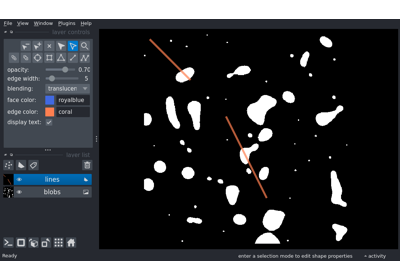 File View Window Plugins Help
layer controls
opacity: 0.70
edge width: 5
blending: translucen
face color: royalblue
edge color: coral
display text:
layer list
lines
blobs
Ready enter a selection mode to edit shape properties activity